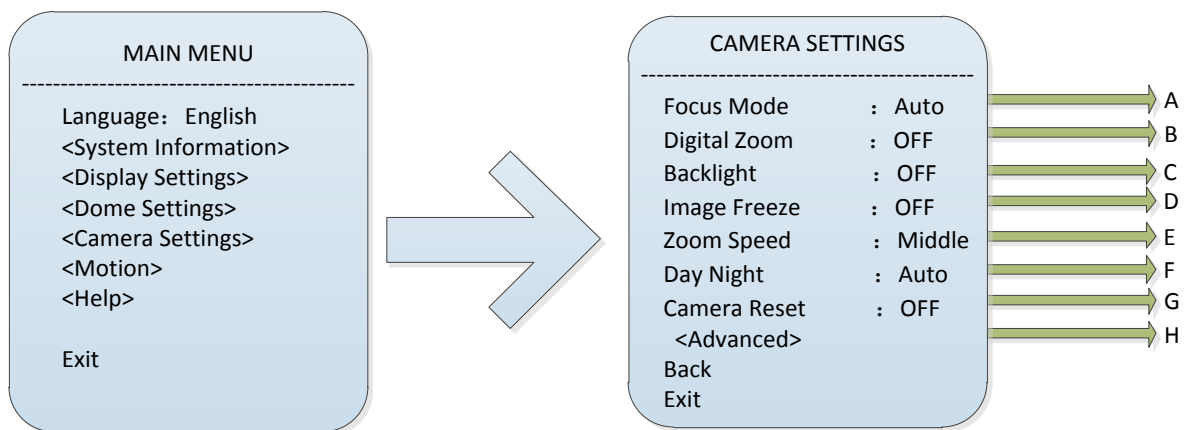 MAIN MENU
-------------------------------------------
Language：English
<System Information>
<Display Settings>
<Dome Settings>
<Camera Settings>
<Motion>
<Help>
Exit
CAMERA SETTINGS
-------------------------------------------
Focus Mode ： Auto
Digital Zoom ： OFF
Backlight ： OFF
Image Freeze ： OFF
Zoom Speed ： Middle
Day Night ： Auto
Camera Reset ： OFF
<Advanced>
Back
Exit
A
B
C
D
E
F
G
H